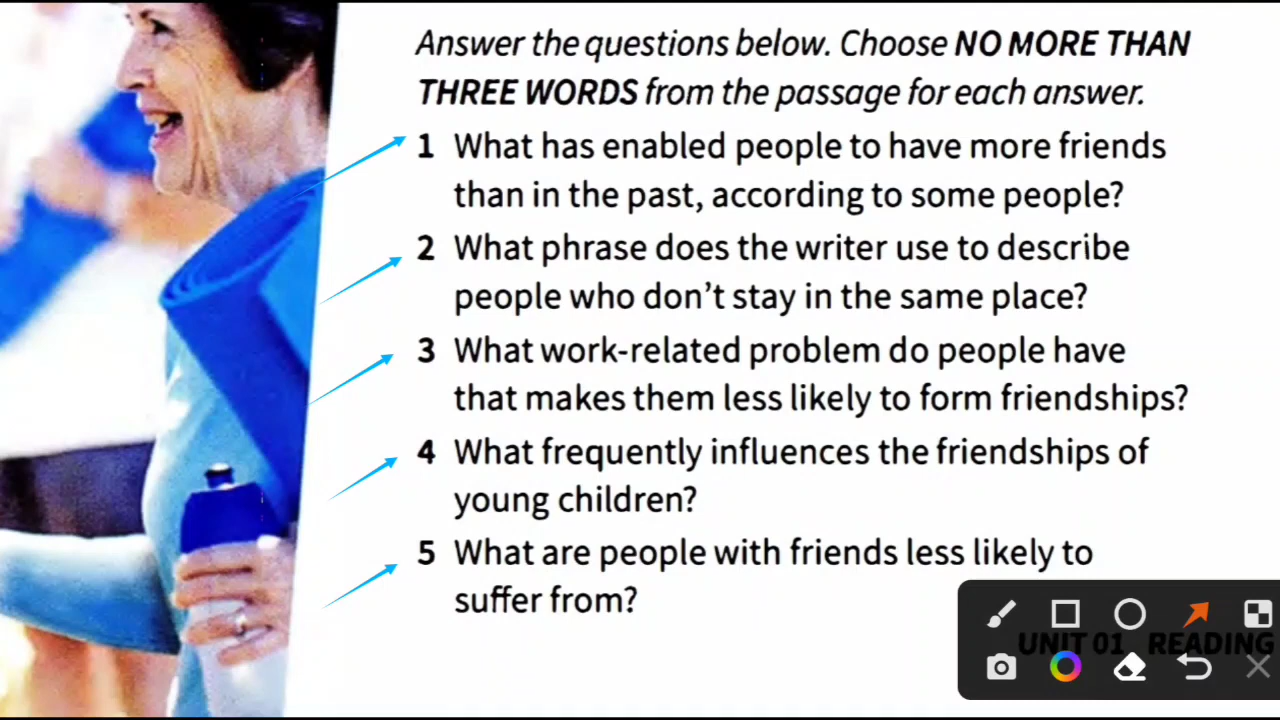 Answer the questions below. Choose NO MORE THAN
THREE WORDS from the passage for each answer.
1 What has enabled people to have more friends
than in the past, according to some people?
2 What phrase does the writer use to describe
people who don't stay in the same place?
3 What work-related problem do people have
that makes them less likely to form friendships?
4 What frequently influences the friendships of
young children?
5 What are people with friends less likely to
suffer from?
UNIT 01 READING